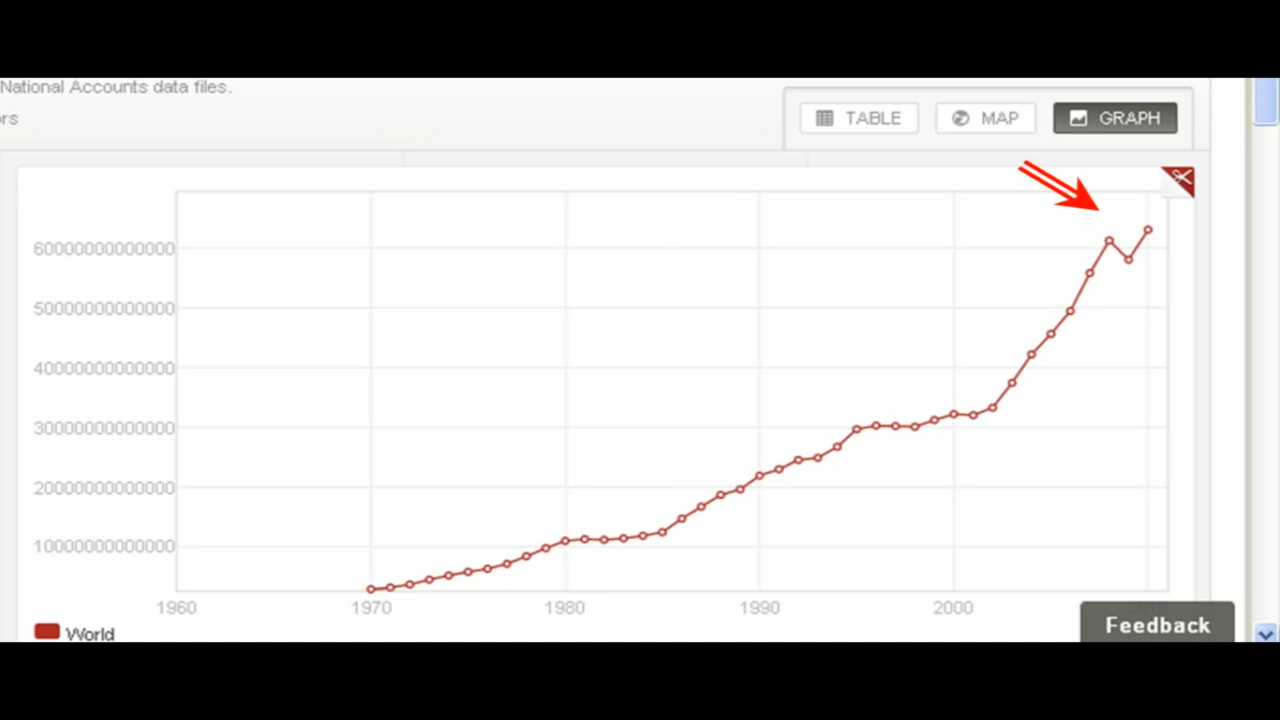 National Accounts data files.
ors
TABLE MAP GRAPH
60000000000000
50000000000000
40000000000000
30000000000000
20000000000000
10000000000000
1960 1970 1980 1990 2000
World
Feedback